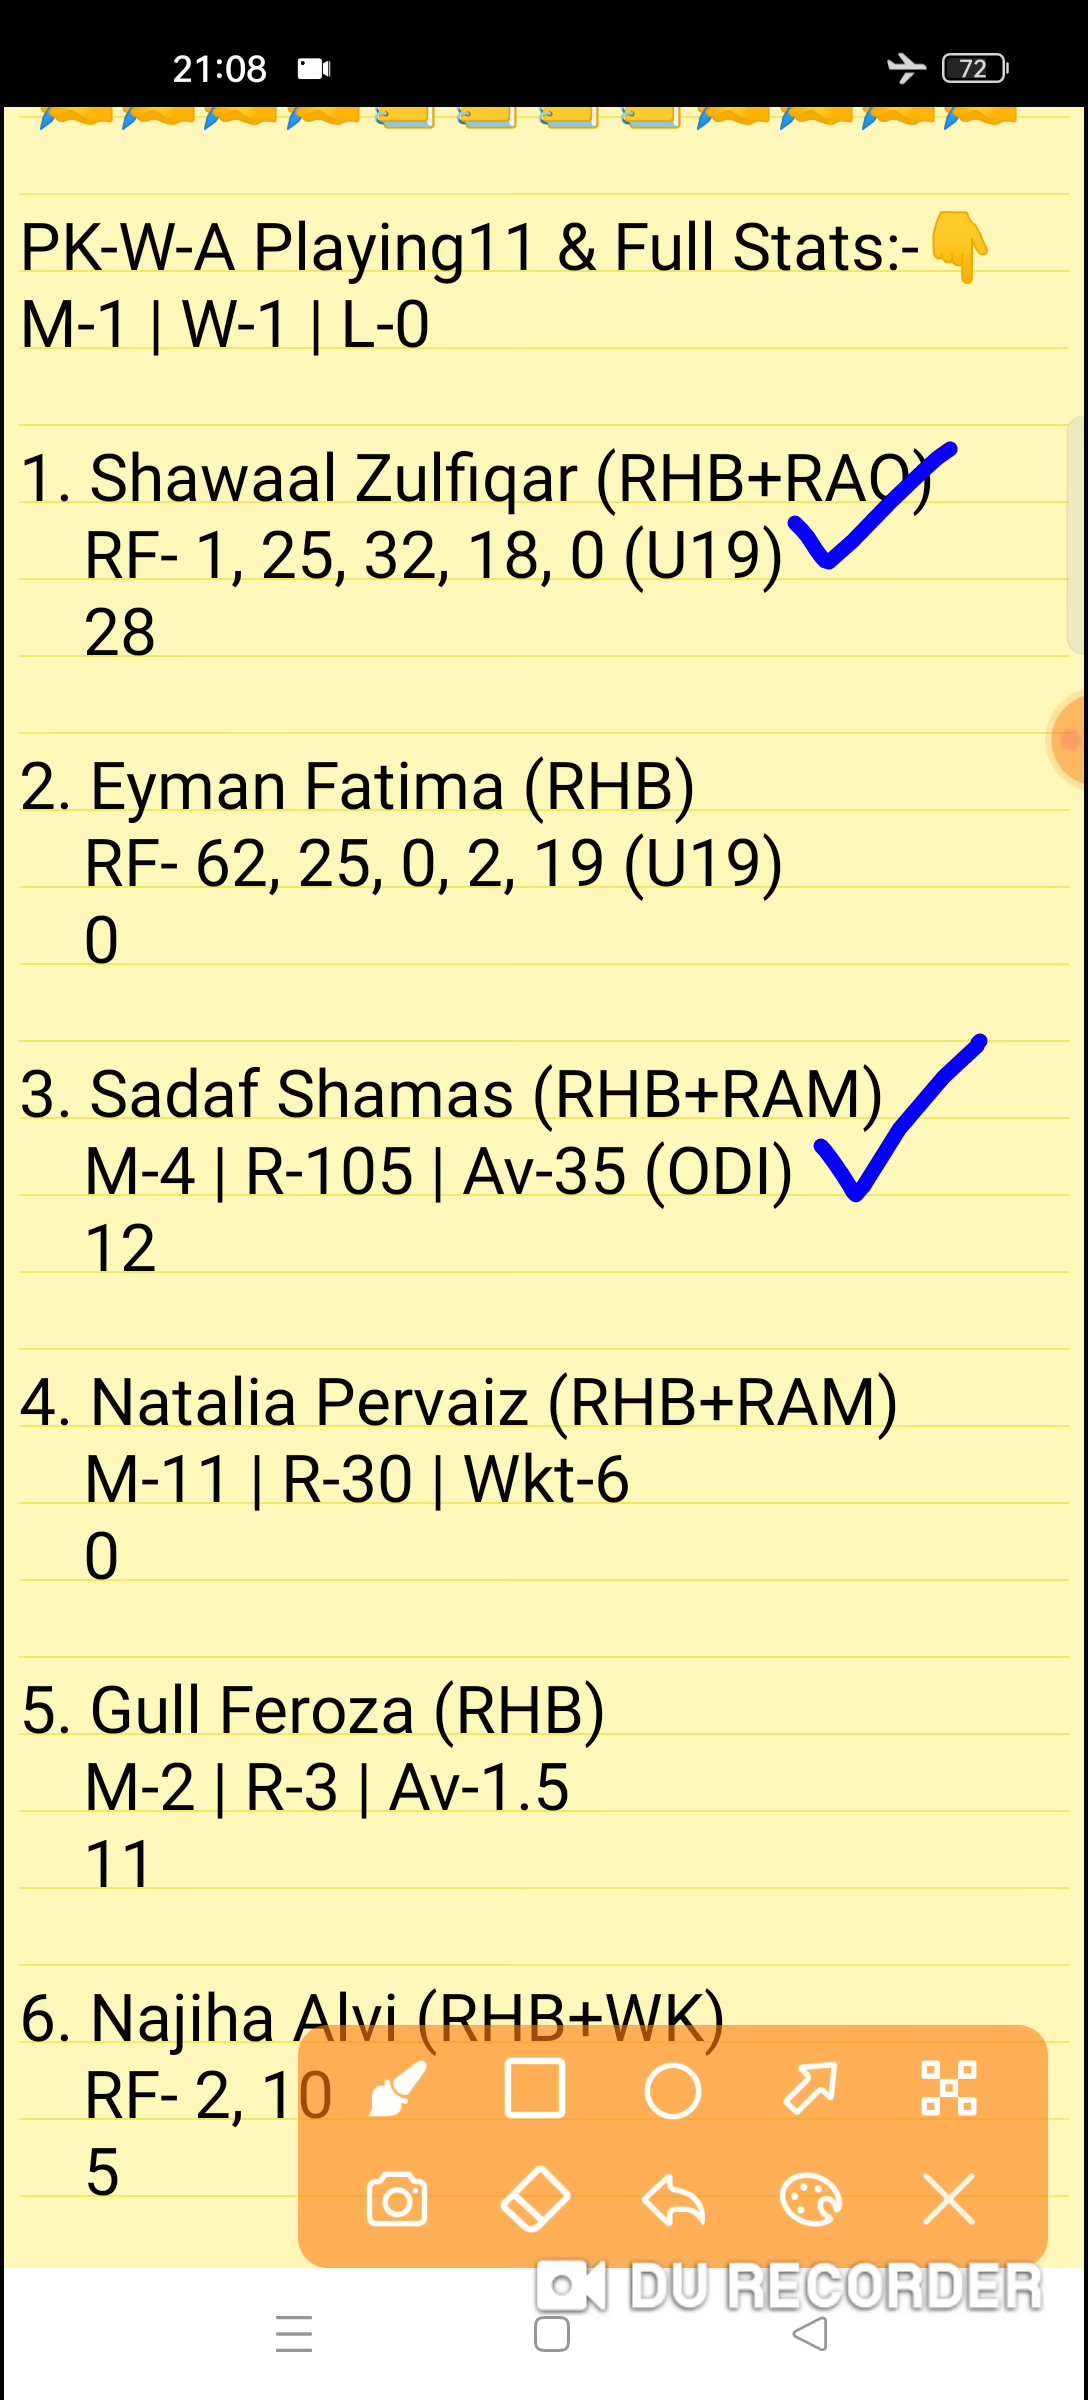 21:08
72
PK-W-A Playing11 & Full Stats:-👇
M-1 | W-1 | L-0
1. Shawaal Zulfiqar (RHB+RAO)
RF- 1, 25, 32, 18, 0 (U19)
28
2. Eyman Fatima (RHB)
RF- 62, 25, 0, 2, 19 (U19)
0
3. Sadaf Shamas (RHB+RAM)
M-4 | R-105 | Av-35 (ODI)
12
4. Natalia Pervaiz (RHB+RAM)
M-11 | R-30 | Wkt-6
0
5. Gull Feroza (RHB)
M-2 | R-3 | Av-1.5
11
6. Najiha Alvi (RHB+WK)
RF- 2, 10
5
DU RECORDER